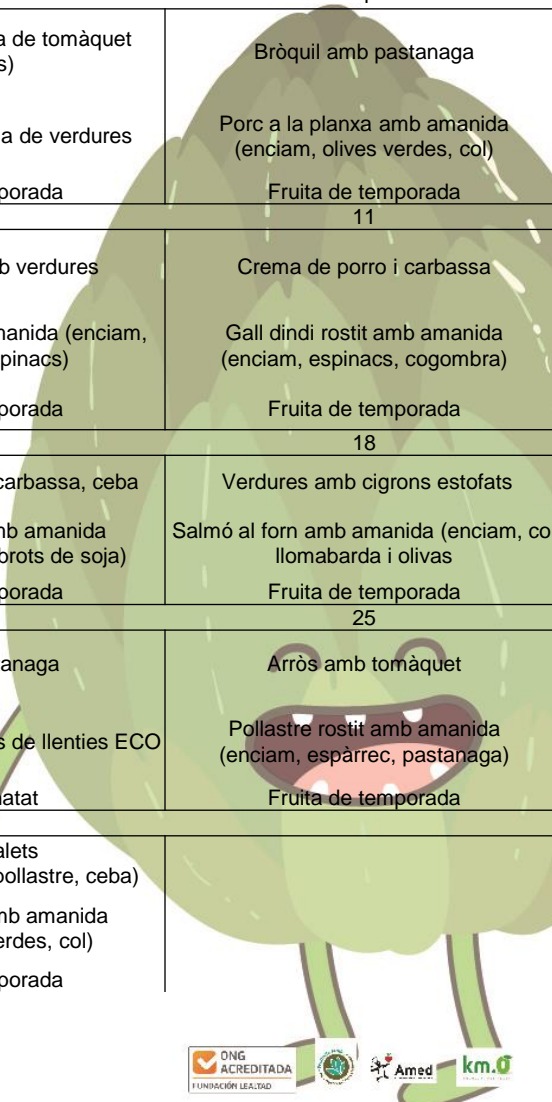 a de tomàquet
s)
Bròquil amb pastanaga
a de verdures
Porc a la planxa amb amanida
(enciam, olives verdes, col)
porada
Fruita de temporada
11
b verdures
Crema de porro i carbassa
manida (enciam,
pinacs)
Gall dindi rostit amb amanida
(enciam, espinacs, cogombra)
porada
Fruita de temporada
18
carbassa, ceba
Verdures amb cigrons estofats
mb amanida
brots de soja)
Salmó al forn amb amanida (enciam, co
llomabarda i olivas
porada
Fruita de temporada
25
anaga
Arròs amb tomàquet
s de llenties ECO
Pollastre rostit amb amanida
(enciam, espàrrec, pastanaga)
natat
Fruita de temporada
alets
pollastre, ceba)
mb amanida
erdes, col)
porada
ONG
ACREDITADA
FUNDACIÓN LEALTAD
Amed
km.0